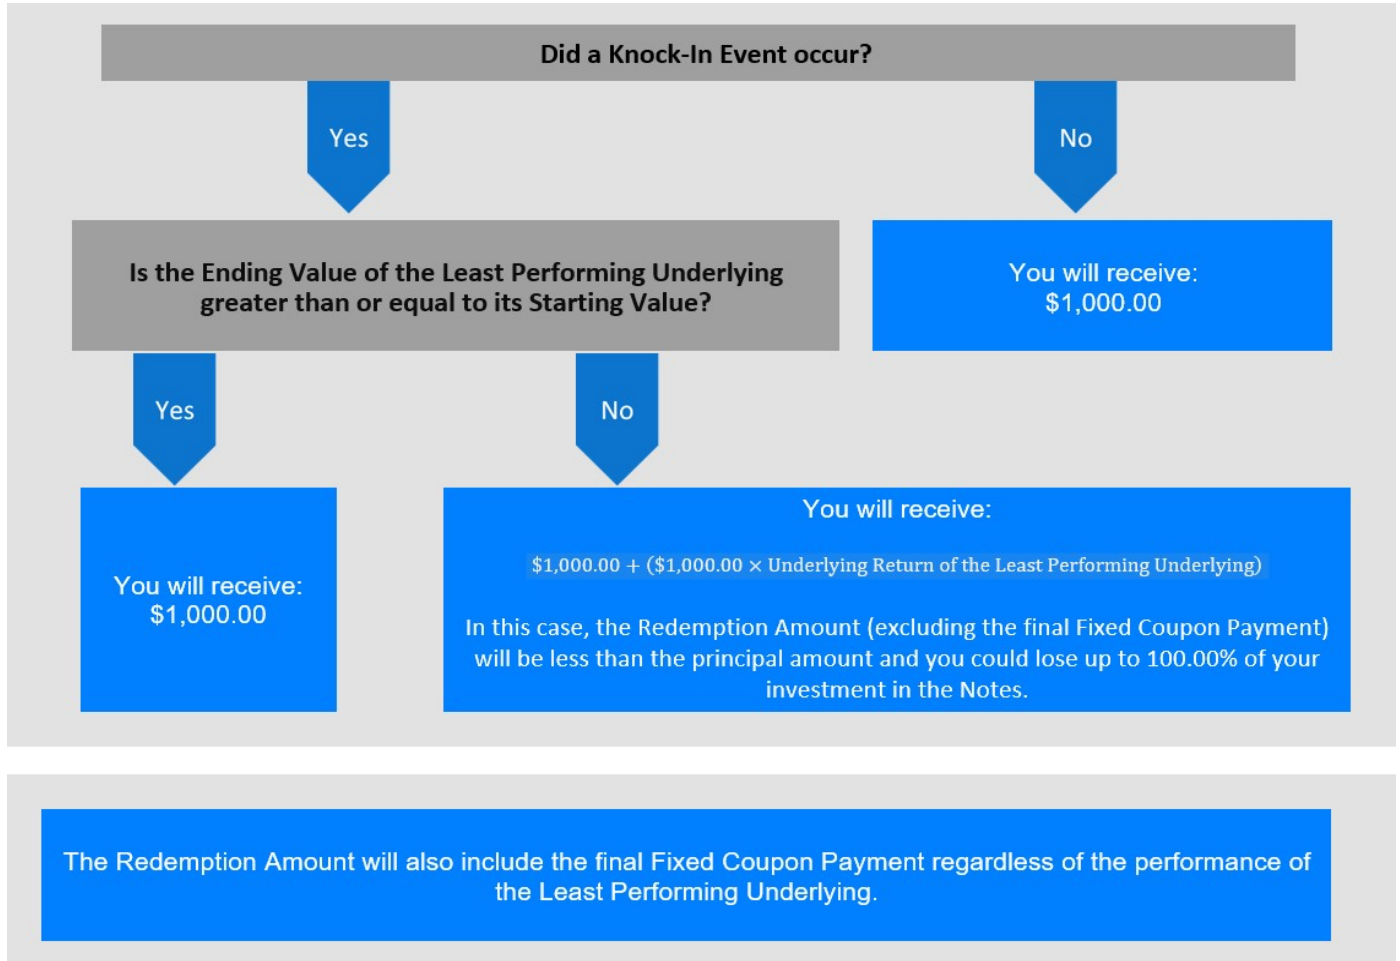 Did a Knock-In Event occur?
Yes
No
Is the Ending Value of the Least Performing Underlying
greater than or equal to its Starting Value?
You will receive:
$1,000.00
Yes
No
You will receive:
$1,000.00
You will receive:
$1,000.00 + ($1,000.00 × Underlying Return of the Least Performing Underlying)
In this case, the Redemption Amount (excluding the final Fixed Coupon Payment)
will be less than the principal amount and you could lose up to 100.00% of your
investment in the Notes.
The Redemption Amount will also include the final Fixed Coupon Payment regardless of the performance of
the Least Performing Underlying.